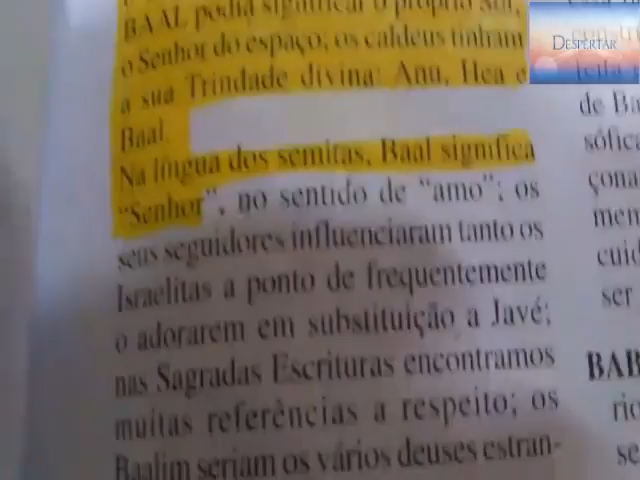 BAAL podia significar o próprio Sol,
o Senhor do espaço; os caldeus tinham
a sua Trindade divina: Anu, Hea e
Baal.
Na língua dos semitas, Baal significa
"Senhor", no sentido de "amo"; os
seus seguidores influenciaram tanto os
Israelitas a ponto de frequentemente
o adorarem em substituição a Javé;
nas Sagradas Escrituras encontramos
muitas referências a respeito; os
Baalim seriam os vários deuses estran-
DESPERTAR
de Ba
sófic
çona
men
cuid
ser
BAB
rio
se